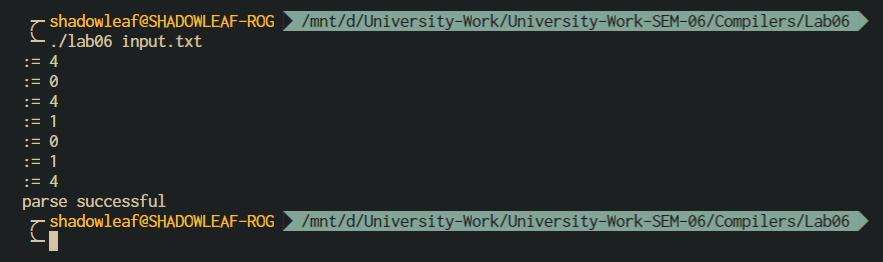 shadowleaf@SHADOWLEAF-ROG /mnt/d/University-Work/University-Work-SEM-06/Compilers/Lab06
./lab06 input.txt
:= 4
:= 0
:= 4
:= 1
:= 0
:= 1
:= 4
parse successful
shadowleaf@SHADOWLEAF-ROG /mnt/d/University-Work/University-Work-SEM-06/Compilers/Lab06